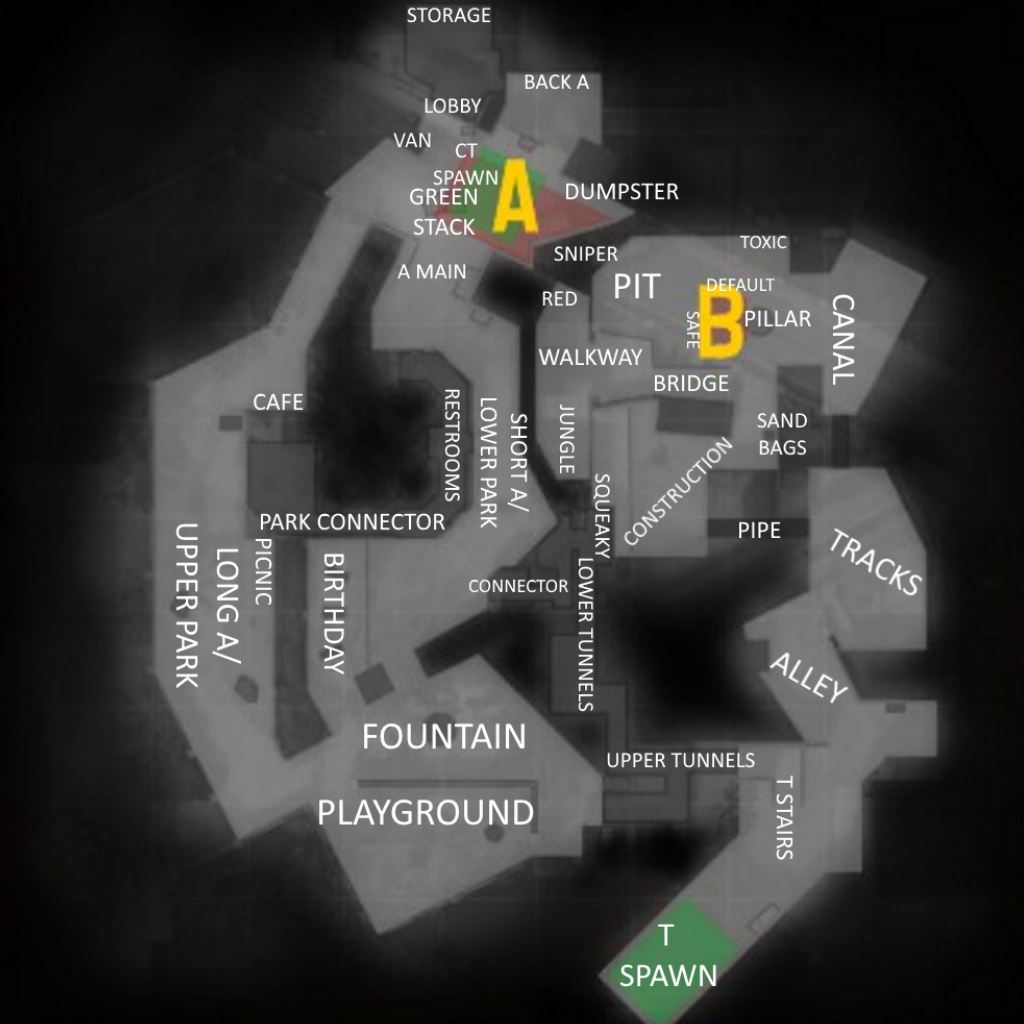 STORAGE
BACK A
LOBBY
VAN
CT
SPAWN
GREEN
STACK
A
DUMPSTER
A MAIN
SNIPER
TOXIC
PIT
DEFAULT
RED
SAFE
B
PILLAR
CANAL
WALKWAY
BRIDGE
CAFE
RESTROOMS
LOWER PARK
SHORT A/
JUNGLE
SAND
BAGS
SQUEAKY
CONSTRUCTION
PARK CONNECTOR
PIPE
TRACKS
UPPER PARK
LONG A/
PICNIC
BIRTHDAY
CONNECTOR
LOWER TUNNELS
ALLEY
FOUNTAIN
UPPER TUNNELS
PLAYGROUND
T STAIRS
T
SPAWN